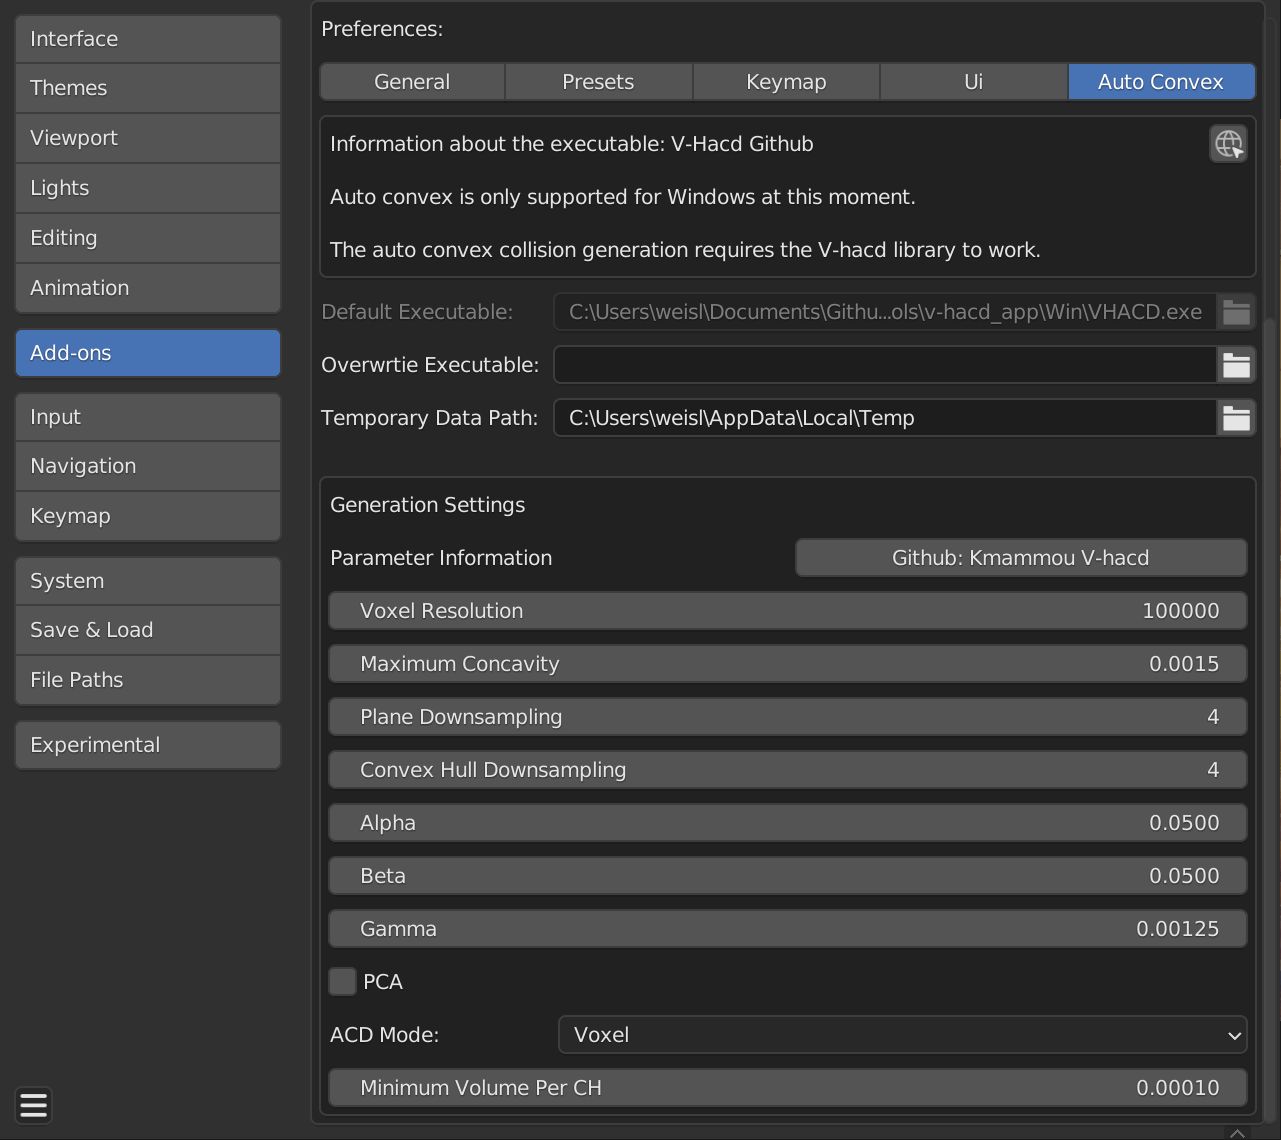 Interface
Themes
Viewport
Lights
Editing
Animation
Add-ons
Input
Navigation
Keymap
System
Save & Load
File Paths
Experimental
Preferences:
General Presets Keymap Ui Auto Convex
Information about the executable: V-Hacd Github
Auto convex is only supported for Windows at this moment.
The auto convex collision generation requires the V-hacd library to work.
Default Executable: C:\Users\weisl\Documents\Githu...ols\v-hacd_app\Win\VHACD.exe
Overwrtie Executable:
Temporary Data Path: C:\Users\weisl\AppData\Local\Temp
Generation Settings
Parameter Information Github: Kmammou V-hacd
Voxel Resolution 100000
Maximum Concavity 0.0015
Plane Downsampling 4
Convex Hull Downsampling 4
Alpha 0.0500
Beta 0.0500
Gamma 0.00125
PCA
ACD Mode: Voxel
Minimum Volume Per CH 0.00010